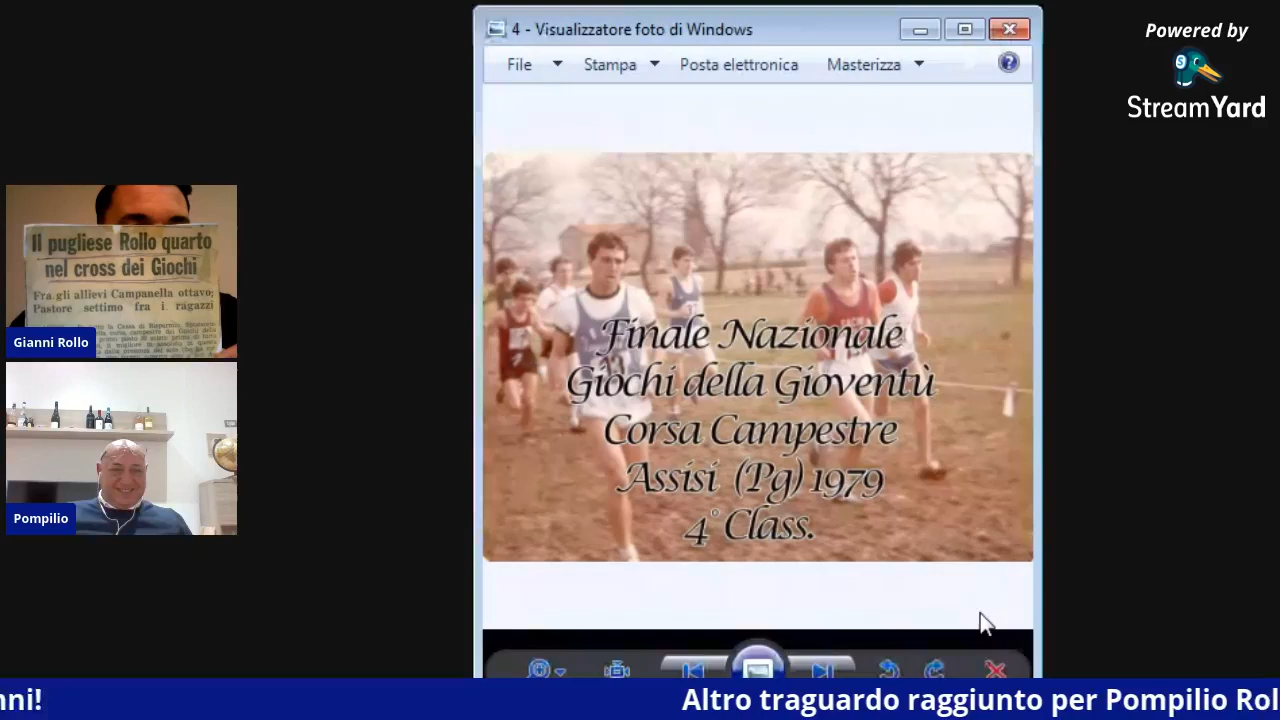 4 - Visualizzatore foto di Windows
File Stampa Posta elettronica Masterizza
Powered by
StreamYard
Il pugliese Rollo quarto
nel cross dei Giochi
Fra gli allievi Campanella ottavo;
Pastore settimo fra i ragazzi
Gianni Rollo
Pompilio
Finale Nazionale
Giochi della Gioventù
Corsa Campestre
Assisi (Pg) 1979
4° Class.
nni!
Altro traguardo raggiunto per Pompilio Rol